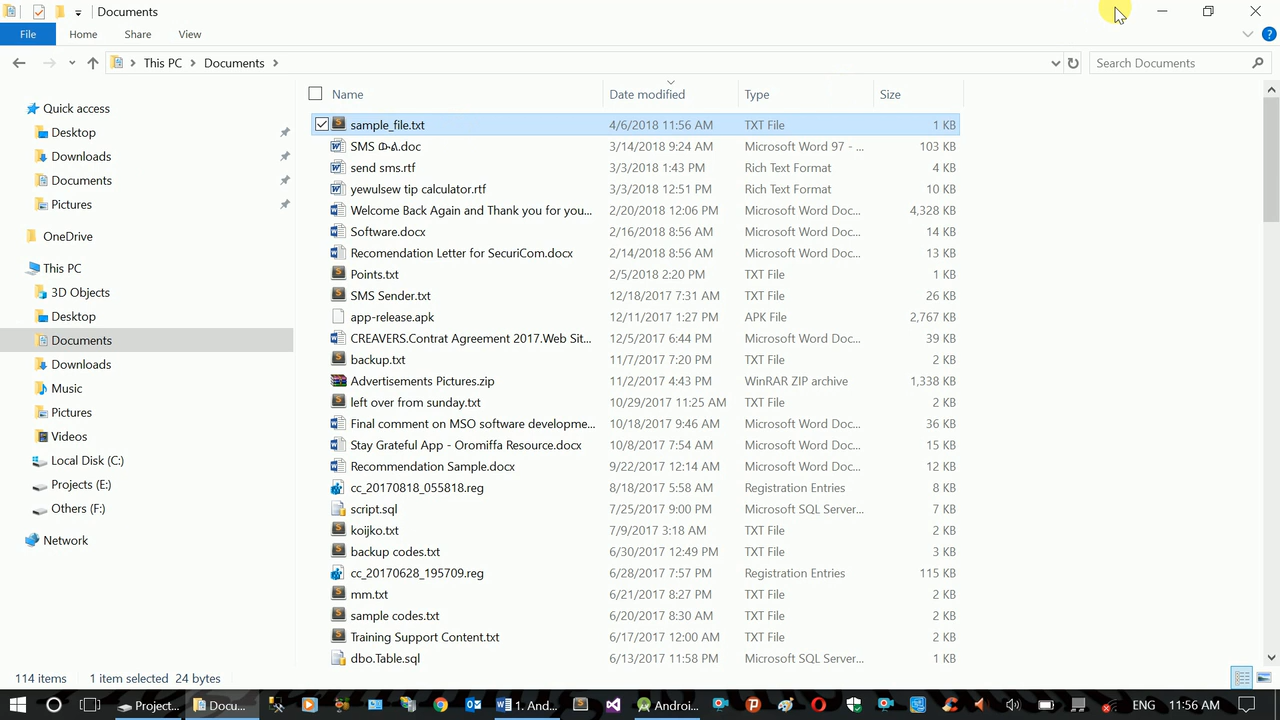 Documents
File Home Share View
This PC Documents Search Documents
Name Date modified Type Size
Quick access
Desktop
Downloads
Documents
Pictures
OneDrive
This PC
3D Objects
Desktop
Documents
Downloads
Music
Pictures
Videos
Local Disk (C:)
Projects (E:)
Others (F:)
Network
sample_file.txt 4/6/2018 11:56 AM TXT File 1 KB
SMS ውል.doc 3/14/2018 9:24 AM Microsoft Word 97 - ... 103 KB
send sms.rtf 3/3/2018 1:43 PM Rich Text Format 4 KB
yewulsew tip calculator.rtf 3/3/2018 12:51 PM Rich Text Format 10 KB
Welcome Back Again and Thank you for you... 2/20/2018 12:06 PM Microsoft Word Doc... 4,328 KB
Software.docx 2/16/2018 8:56 AM Microsoft Word Doc... 14 KB
Recomendation Letter for SecuriCom.docx 2/14/2018 8:56 AM Microsoft Word Doc... 13 KB
Points.txt 2/5/2018 2:20 PM TXT File 1 KB
SMS Sender.txt 12/18/2017 7:31 AM TXT File 26 KB
app-release.apk 12/11/2017 1:27 PM APK File 2,767 KB
CREAVERS.Contrat Agreement 2017.Web Sit... 12/5/2017 6:44 PM Microsoft Word Doc... 39 KB
backup.txt 11/7/2017 7:20 PM TXT File 2 KB
Advertisements Pictures.zip 11/2/2017 4:43 PM WinRAR ZIP archive 1,338 KB
left over from sunday.txt 10/29/2017 11:25 AM TXT File 2 KB
Final comment on MSO software developme... 10/18/2017 9:46 AM Microsoft Word Doc... 36 KB
Stay Grateful App - Oromiffa Resource.docx 10/8/2017 7:54 AM Microsoft Word Doc... 15 KB
Recommendation Sample.docx 9/22/2017 12:14 AM Microsoft Word Doc... 12 KB
cc_20170818_055818.reg 8/18/2017 5:58 AM Registration Entries 8 KB
script.sql 7/25/2017 9:00 PM Microsoft SQL Server... 7 KB
koijko.txt 7/9/2017 3:18 AM TXT File 2 KB
backup codes.txt 6/30/2017 12:49 PM TXT File 3 KB
cc_20170628_195709.reg 6/28/2017 7:57 PM Registration Entries 115 KB
mm.txt 6/21/2017 8:27 PM TXT File 2 KB
sample codes.txt 6/20/2017 8:30 AM TXT File 2 KB
Training Support Content.txt 6/17/2017 12:00 AM TXT File 2 KB
dbo.Table.sql 6/13/2017 11:58 PM Microsoft SQL Server... 1 KB
114 items 1 item selected 24 bytes
Project... Docu... 1. And... Androi... 11:56 AM